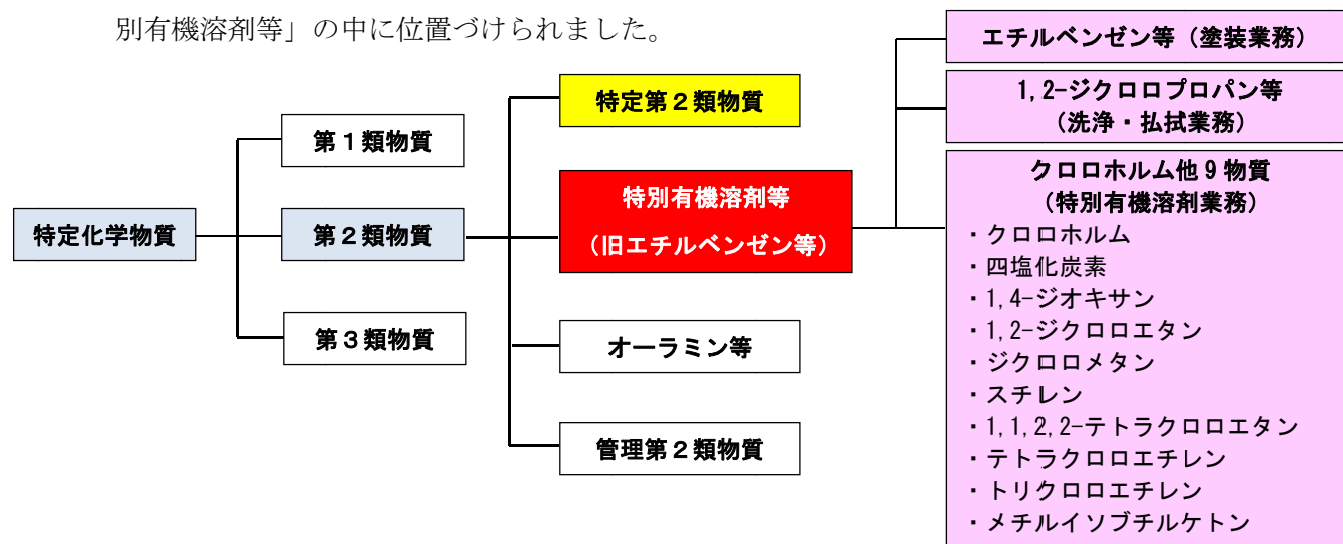 別有機溶剤等」の中に位置づけられました。
特定化学物質
第１類物質
第２類物質
第３類物質
特定第２類物質
特別有機溶剤等
（旧エチルベンゼン等）
オーラミン等
管理第２類物質
エチルベンゼン等（塗装業務）
1,2-ジクロロプロパン等
（洗浄・払拭業務）
クロロホルム他９物質
（特別有機溶剤業務）
・クロロホルム
・四塩化炭素
・1,4-ジオキサン
・1,2-ジクロロエタン
・ジクロロメタン
・スチレン
・1,1,2,2-テトラクロロエタン
・テトラクロロエチレン
・トリクロロエチレン
・メチルイソブチルケトン